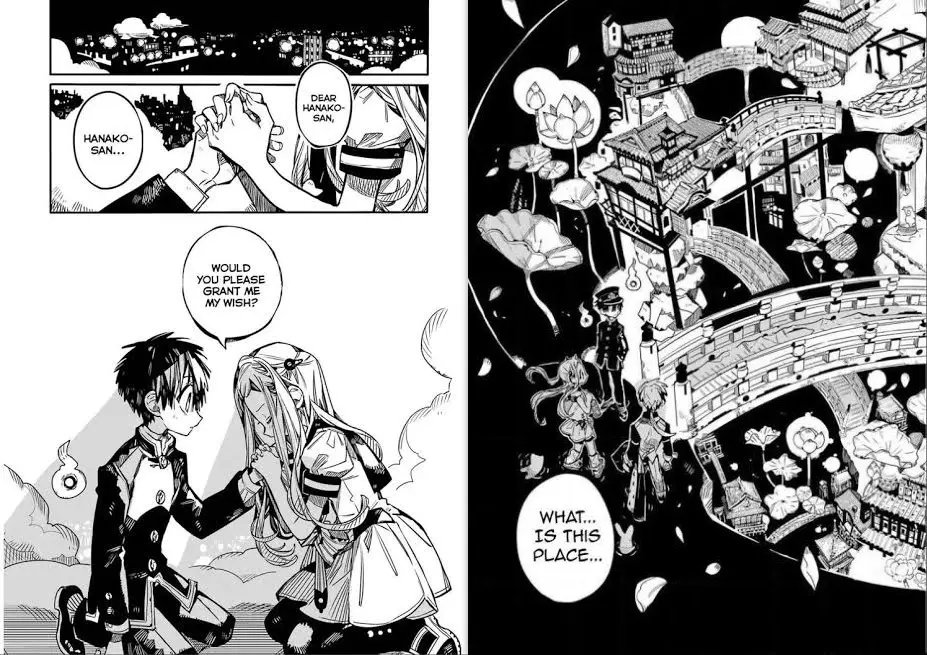 WHAT...
IS THIS
PLACE...
DEAR
HANAKO-
SAN,
HANAKO-
SAN...
WOULD
YOU PLEASE
GRANT ME
MY WISH?